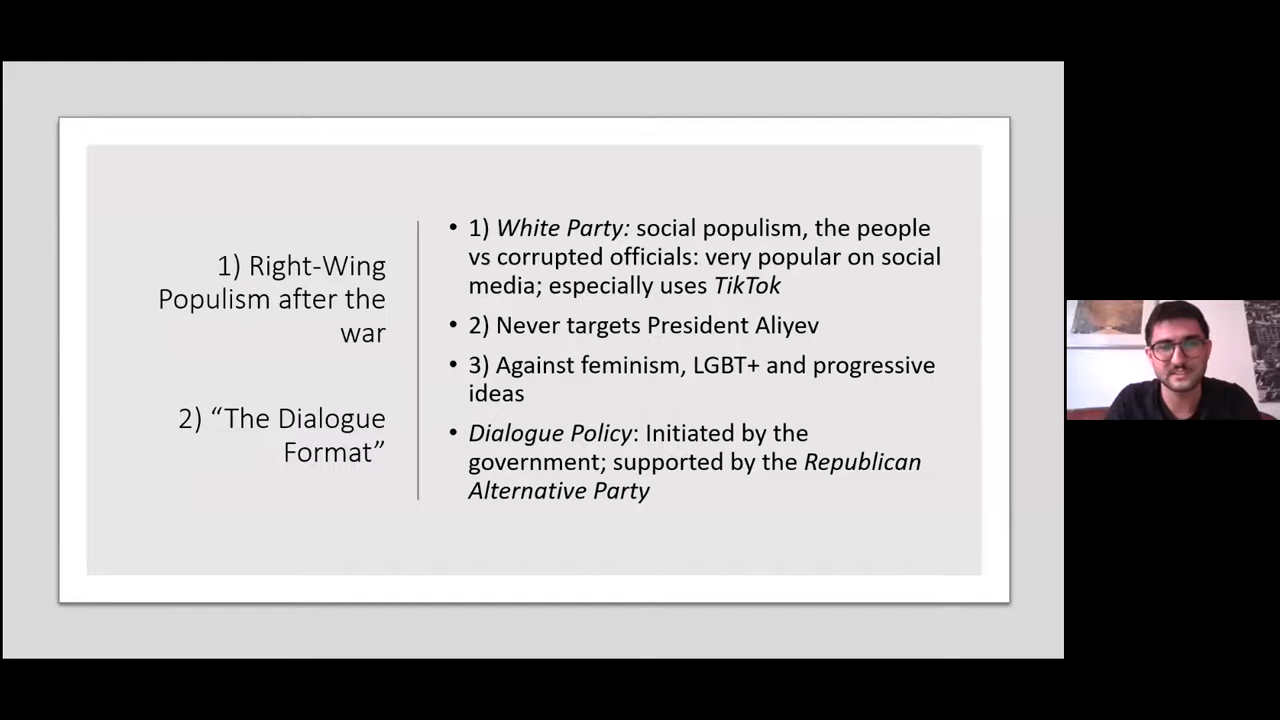 1) Right-Wing
Populism after the
war
2) “The Dialogue
Format”
• 1) White Party: social populism, the people
vs corrupted officials: very popular on social
media; especially uses TikTok
• 2) Never targets President Aliyev
• 3) Against feminism, LGBT+ and progressive
ideas
• Dialogue Policy: Initiated by the
government; supported by the Republican
Alternative Party